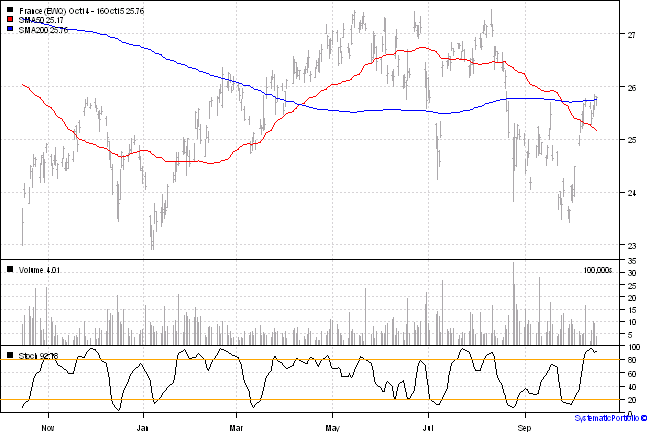 France (EWQ) Oct14 - 16Oct15 25.76
SMA50 25.17
SMA200 25.76
27
26
25
24
23
Volume 4.01
100,000s
35
30
25
20
15
10
5
Stoch 92.18
100
80
60
40
20
0
Nov Jan Mar May Jul Sep
SystematicPortfolio ©